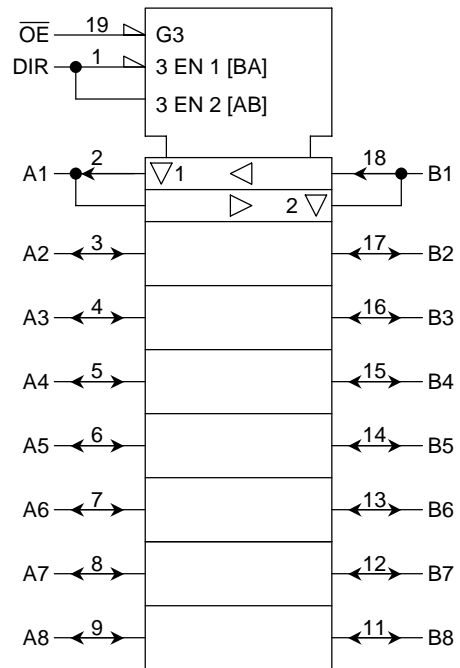 O̅E̅ 19 G3
DIR 1 3 EN 1 [BA]
3 EN 2 [AB]
A1 2 1 18 B1
2
A2 3 17 B2
A3 4 16 B3
A4 5 15 B4
A5 6 14 B5
A6 7 13 B6
A7 8 12 B7
A8 9 11 B8